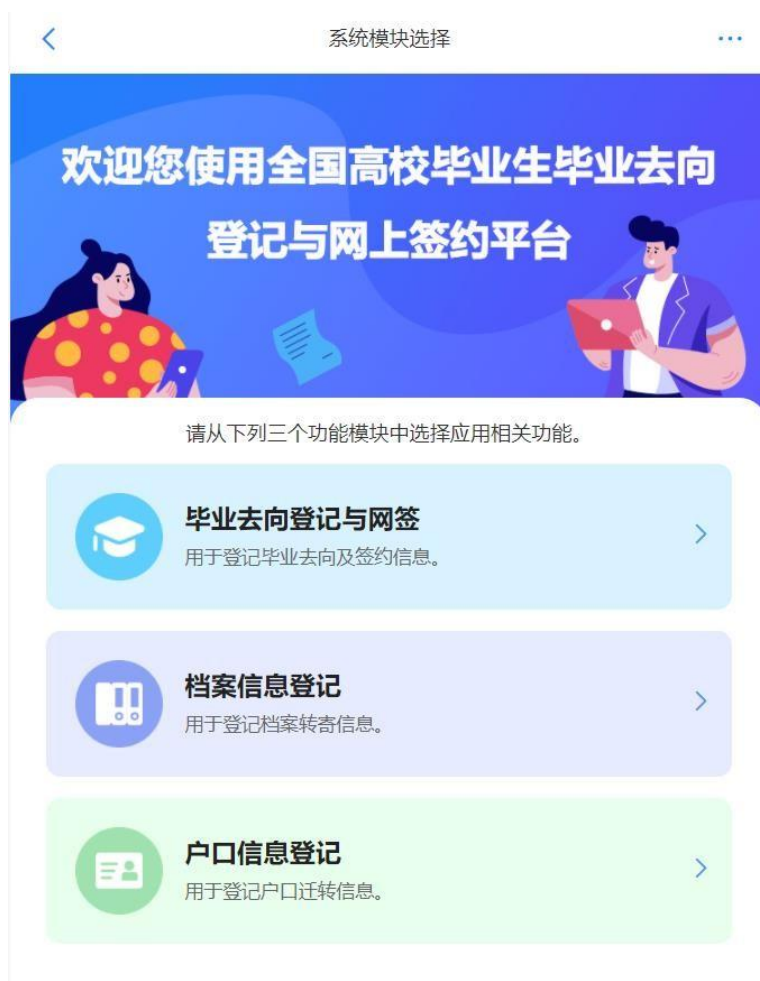 系统模块选择
欢迎您使用全国高校毕业生毕业去向
登记与网上签约平台
请从下列三个功能模块中选择应用相关功能。
毕业去向登记与网签
用于登记毕业去向及签约信息。
档案信息登记
用于登记档案转寄信息。
户口信息登记
用于登记户口迁转信息。